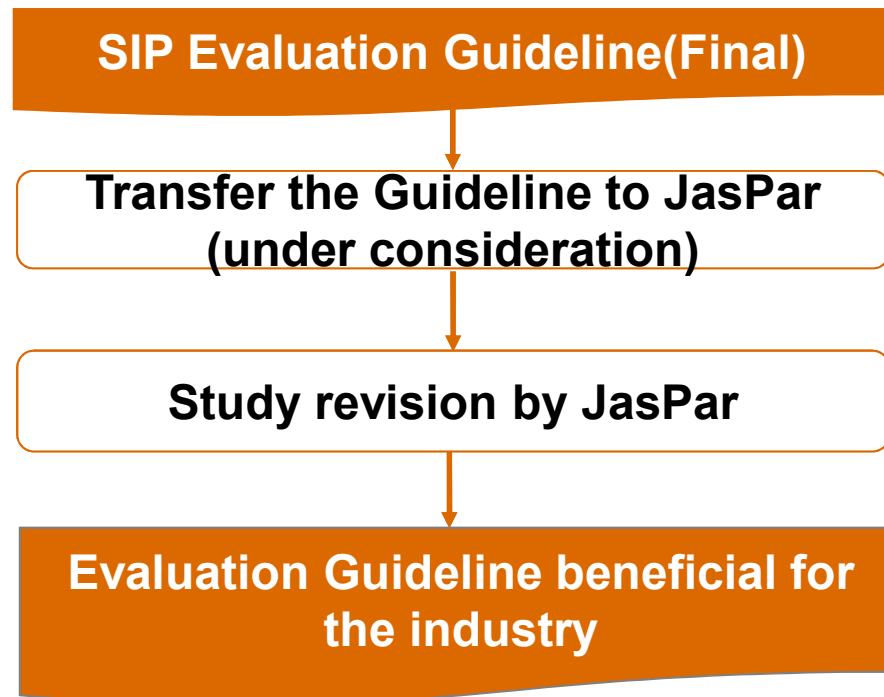 SIP Evaluation Guideline(Final)
Transfer the Guideline to JasPar
(under consideration)
Study revision by JasPar
Evaluation Guideline beneficial for
the industry